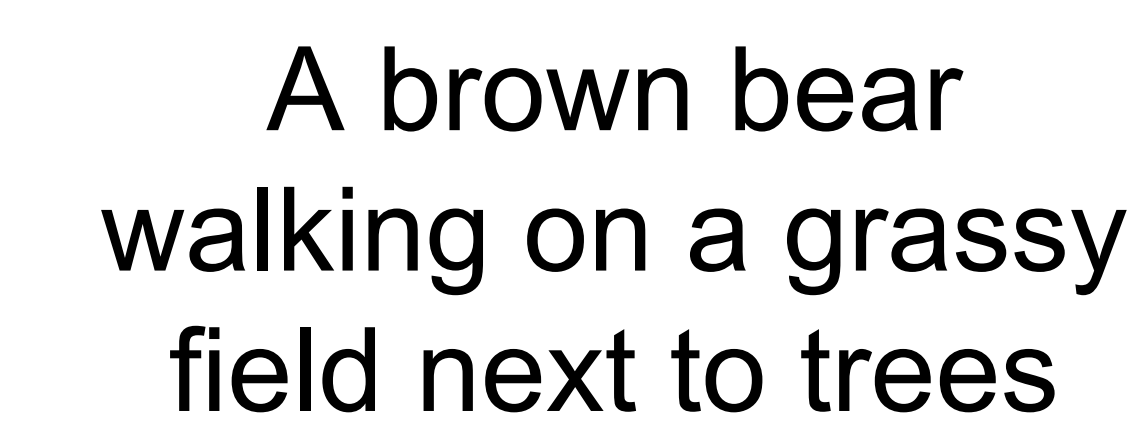 A brown bear
walking on a grassy
field next to trees